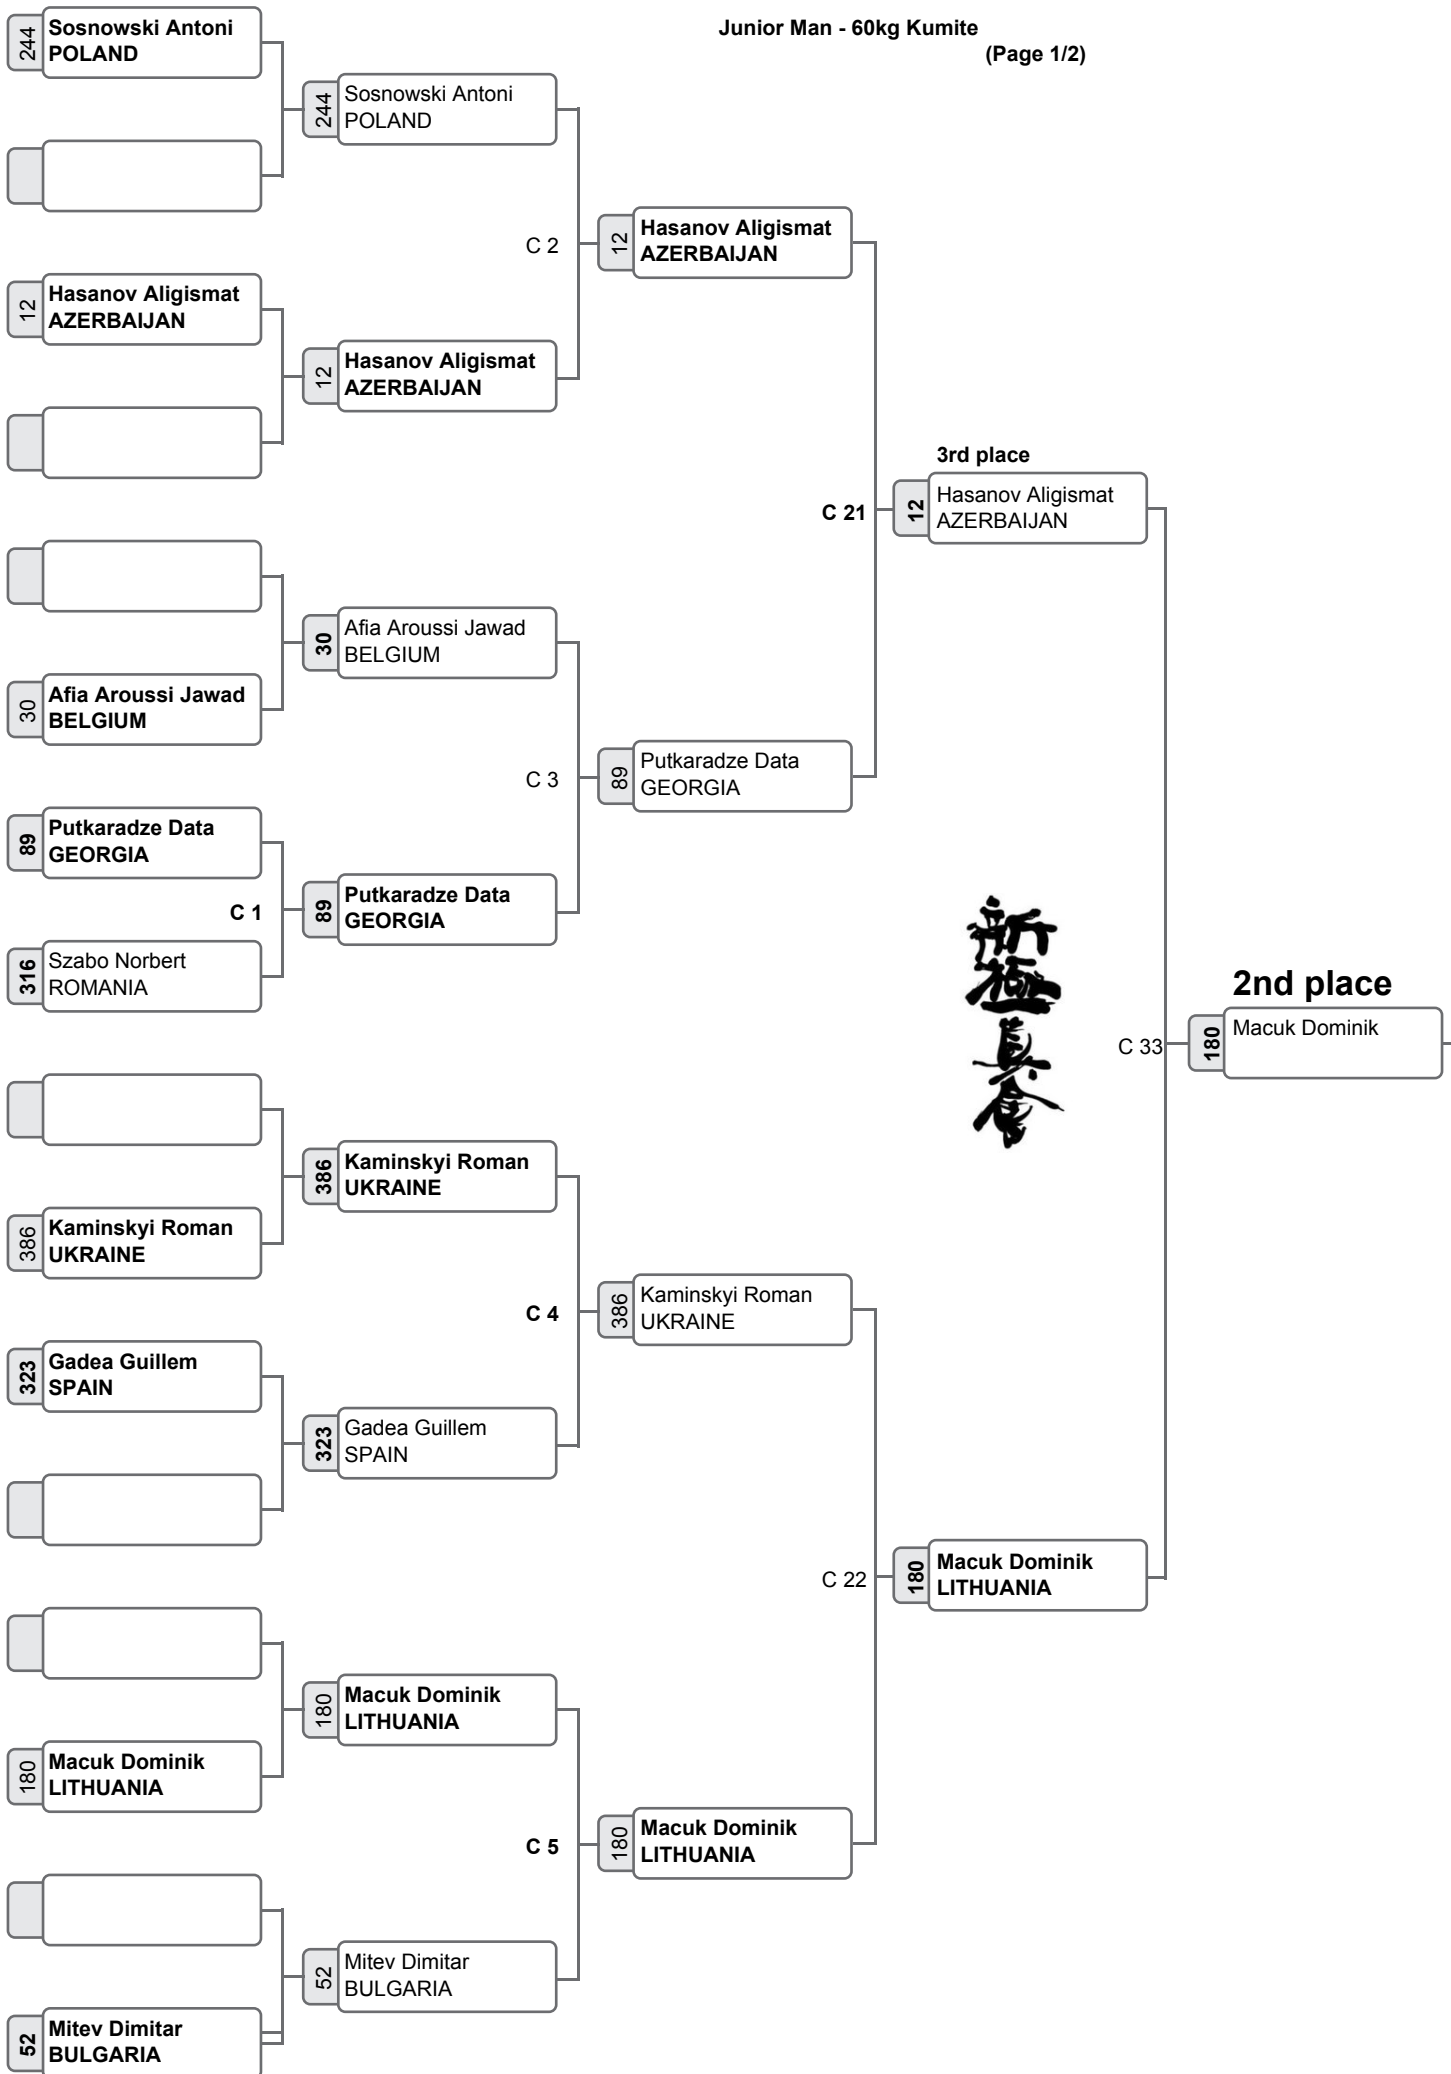 Junior Man - 60kg Kumite
(Page 1/2)
244
Sosnowski Antoni
POLAND
12
Hasanov Aligismat
AZERBAIJAN
30
Afia Aroussi Jawad
BELGIUM
89
Putkaradze Data
GEORGIA
C 1
316
Szabo Norbert
ROMANIA
386
Kaminskyi Roman
UKRAINE
323
Gadea Guillem
SPAIN
180
Macuk Dominik
LITHUANIA
52
Mitev Dimitar
BULGARIA
244
Sosnowski Antoni
POLAND
C 2
12
Hasanov Aligismat
AZERBAIJAN
30
Afia Aroussi Jawad
BELGIUM
C 3
89
Putkaradze Data
GEORGIA
386
Kaminskyi Roman
UKRAINE
C 4
323
Gadea Guillem
SPAIN
180
Macuk Dominik
LITHUANIA
C 5
52
Mitev Dimitar
BULGARIA
12
Hasanov Aligismat
AZERBAIJAN
C 21
89
Putkaradze Data
GEORGIA
386
Kaminskyi Roman
UKRAINE
C 22
180
Macuk Dominik
LITHUANIA
3rd place
12
Hasanov Aligismat
AZERBAIJAN
新極真會
C 33
180
Macuk Dominik
LITHUANIA
2nd place
180
Macuk Dominik